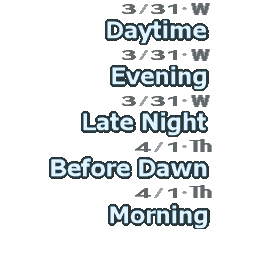 3/31·W
Daytime
3/31·W
Evening
3/31·W
Late Night
4/1·Th
Before Dawn
4/1·Th
Morning